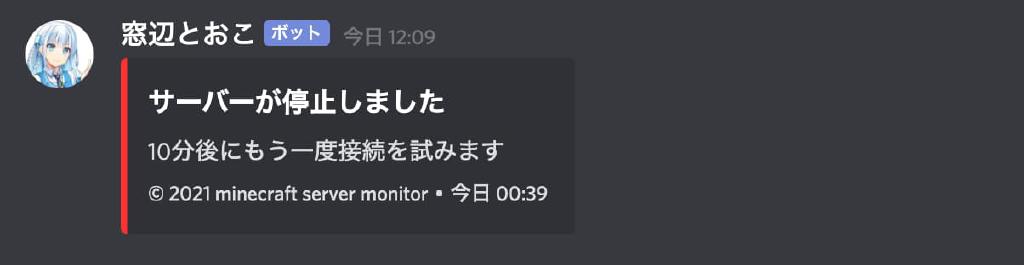 窓辺とおこ ボット 今日 12:09
サーバーが停止しました
10分後にもう一度接続を試みます
© 2021 minecraft server monitor • 今日 00:39